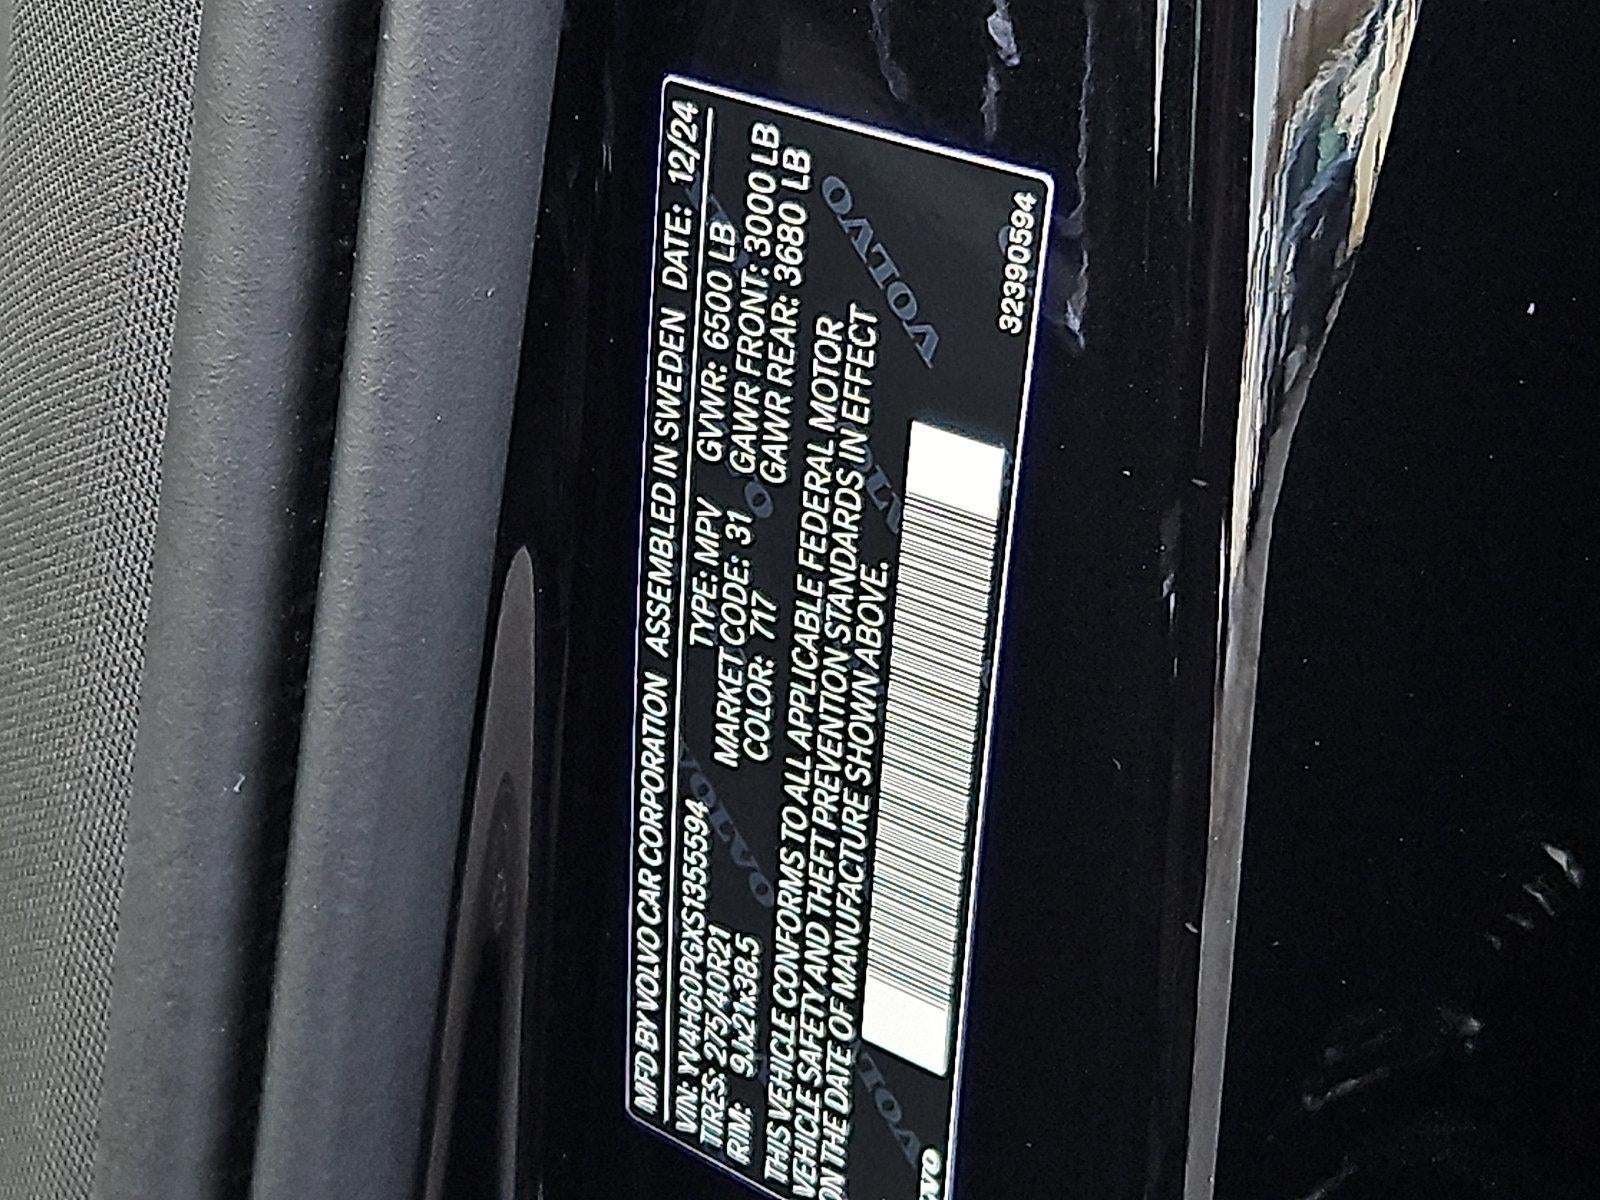 MFD BY VOLVO CAR CORPORATION ASSEMBLED IN SWEDEN DATE: 12/24
VIN: YV4H60PGXS1355594 TYPE: MPV GVWR: 6500 LB
TIRES: 275/40R21 MARKET CODE: 31 GAWR FRONT: 3000 LB
RIM: 9Jx21x38.5 COLOR: 717 GAWR REAR: 3680 LB
THIS VEHICLE CONFORMS TO ALL APPLICABLE FEDERAL MOTOR
VEHICLE SAFETY AND THEFT PREVENTION STANDARDS IN EFFECT
ON THE DATE OF MANUFACTURE SHOWN ABOVE.
32390594
VOLVO
VOLVO
VOLVO